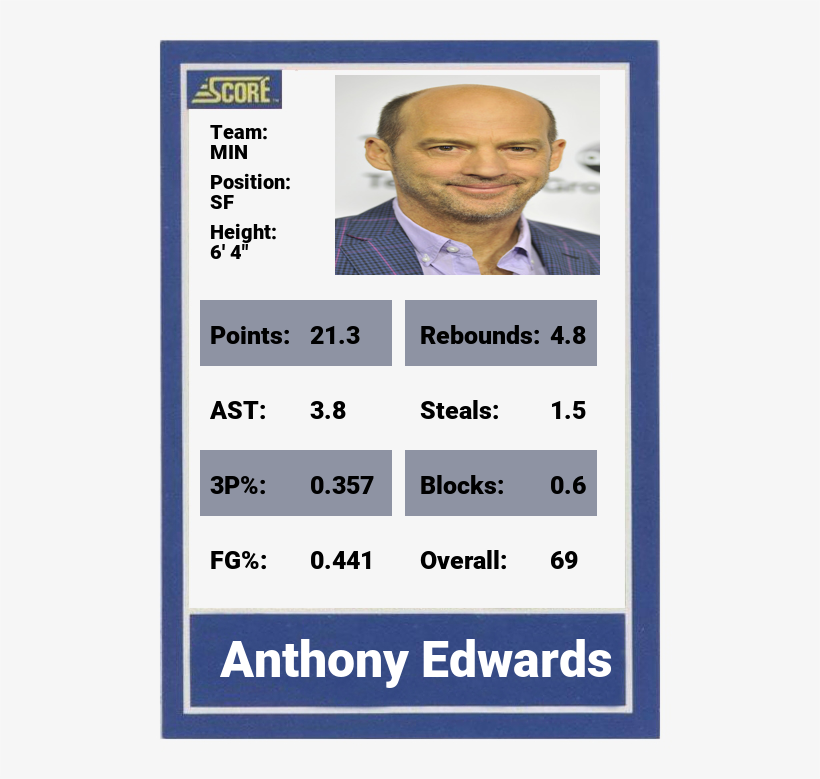 SCORE
Team:
MIN
Position:
SF
Height:
6' 4"
Points: 21.3 Rebounds: 4.8
AST: 3.8 Steals: 1.5
3P%: 0.357 Blocks: 0.6
FG%: 0.441 Overall: 69
Anthony Edwards